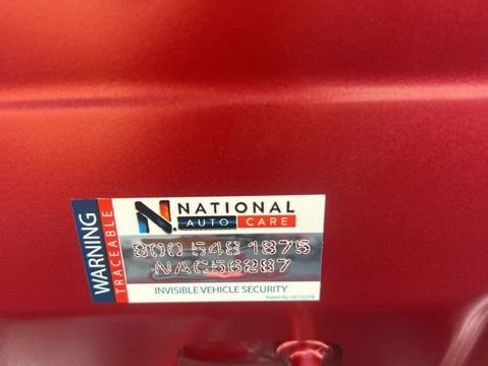 WARNING
TRACEABLE
N. NATIONAL
AUTO CARE
800 548 1875
NAC56287
INVISIBLE VEHICLE SECURITY